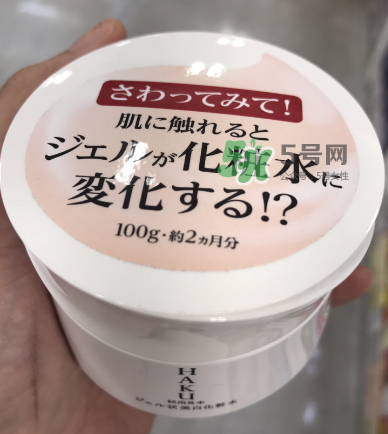 さわってみて!
肌に触れると
ジェルが化粧水に
変化する!?
100g・約2ヵ月分
5号网
HAKU
ジェル状美白化粧水